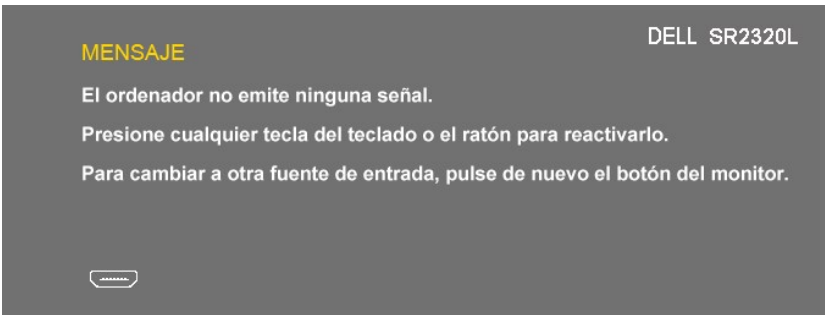 DELL SR2320L
MENSAJE
El ordenador no emite ninguna señal.
Presione cualquier tecla del teclado o el ratón para reactivarlo.
Para cambiar a otra fuente de entrada, pulse de nuevo el botón del monitor.